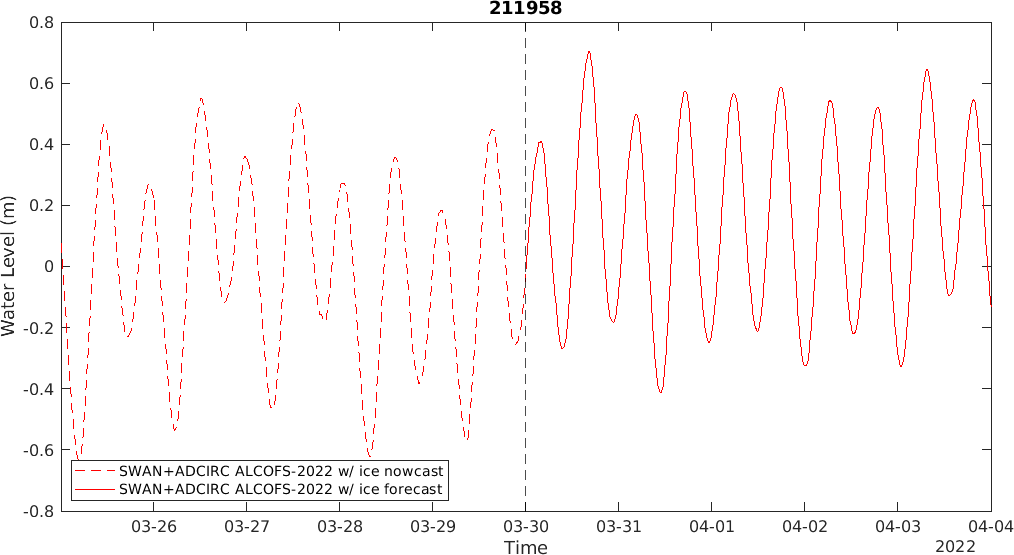 211958
Water Level (m)
0.8
0.6
0.4
0.2
0
-0.2
-0.4
-0.6
-0.8
SWAN+ADCIRC ALCOFS-2022 w/ ice nowcast
SWAN+ADCIRC ALCOFS-2022 w/ ice forecast
03-26 03-27 03-28 03-29 03-30 03-31 04-01 04-02 04-03 04-04
Time
2022